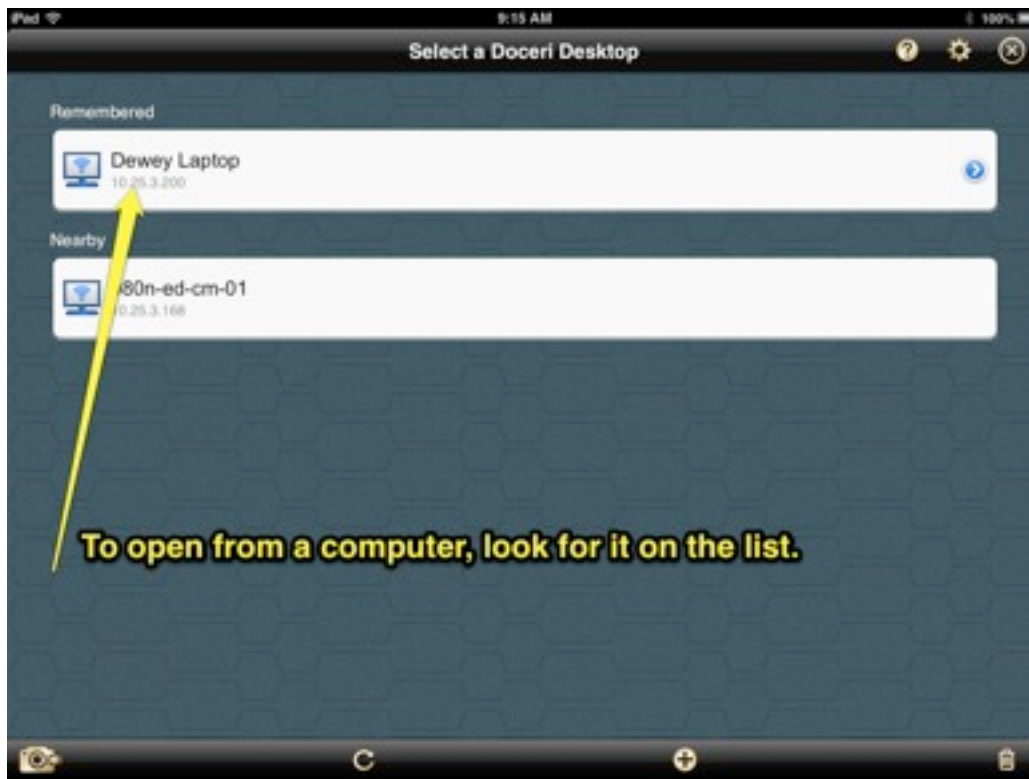 iPad 9:15 AM 100%
Select a Doceri Desktop
Remembered
Dewey Laptop
10.25.3.200
Nearby
80n-ed-cm-01
10.25.3.168
To open from a computer, look for it on the list.